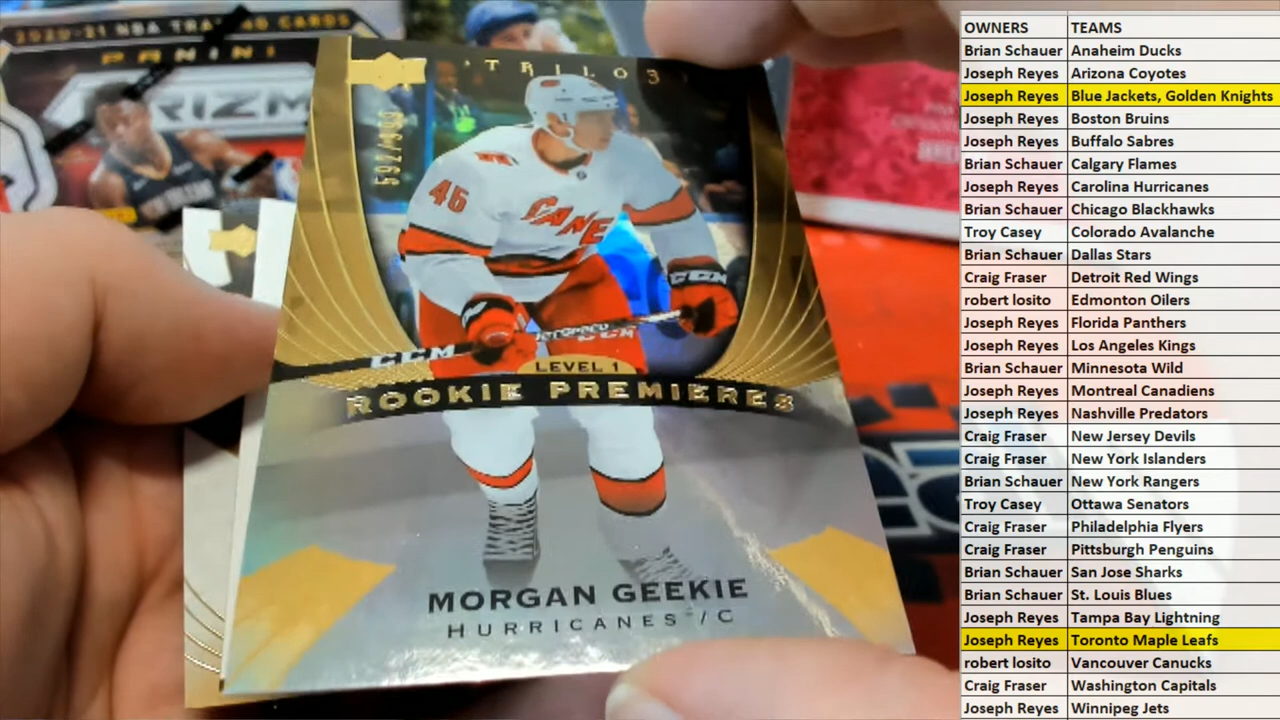 2020-21 NBA TRADING CARDS
PANINI
PRIZM
TRILO
592/999
46
CANES
CCM
CCM
CCM
LEVEL 1
ROOKIE PREMIERES
MORGAN GEEKIE
HURRICANES / C
OWNERS TEAMS
Brian Schauer Anaheim Ducks
Joseph Reyes Arizona Coyotes
Joseph Reyes Blue Jackets, Golden Knights
Joseph Reyes Boston Bruins
Joseph Reyes Buffalo Sabres
Brian Schauer Calgary Flames
Joseph Reyes Carolina Hurricanes
Brian Schauer Chicago Blackhawks
Troy Casey Colorado Avalanche
Brian Schauer Dallas Stars
Craig Fraser Detroit Red Wings
robert losito Edmonton Oilers
Joseph Reyes Florida Panthers
Joseph Reyes Los Angeles Kings
Brian Schauer Minnesota Wild
Joseph Reyes Montreal Canadiens
Joseph Reyes Nashville Predators
Craig Fraser New Jersey Devils
Craig Fraser New York Islanders
Brian Schauer New York Rangers
Troy Casey Ottawa Senators
Craig Fraser Philadelphia Flyers
Craig Fraser Pittsburgh Penguins
Brian Schauer San Jose Sharks
Brian Schauer St. Louis Blues
Joseph Reyes Tampa Bay Lightning
Joseph Reyes Toronto Maple Leafs
robert losito Vancouver Canucks
Craig Fraser Washington Capitals
Joseph Reyes Winnipeg Jets